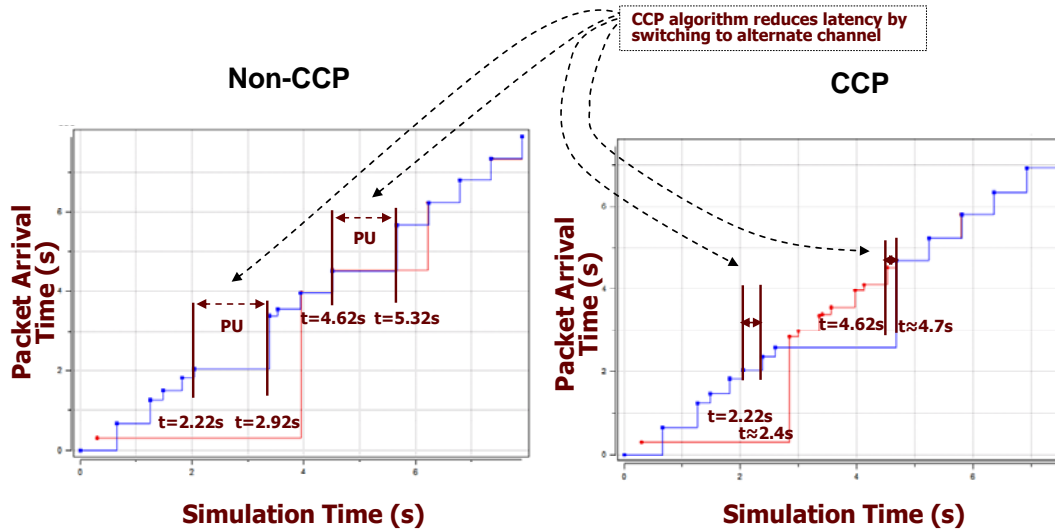 CCP algorithm reduces latency by
switching to alternate channel
Non-CCP
CCP
Packet Arrival
Time (s)
6
4
2
0
PU
PU
t=4.62s
t=5.32s
t=2.22s
t=2.92s
0
2
4
6
Simulation Time (s)
Packet Arrival
Time (s)
6
4
2
0
t=4.62s
t≈4.7s
t=2.22s
t≈2.4s
0
2
4
6
Simulation Time (s)